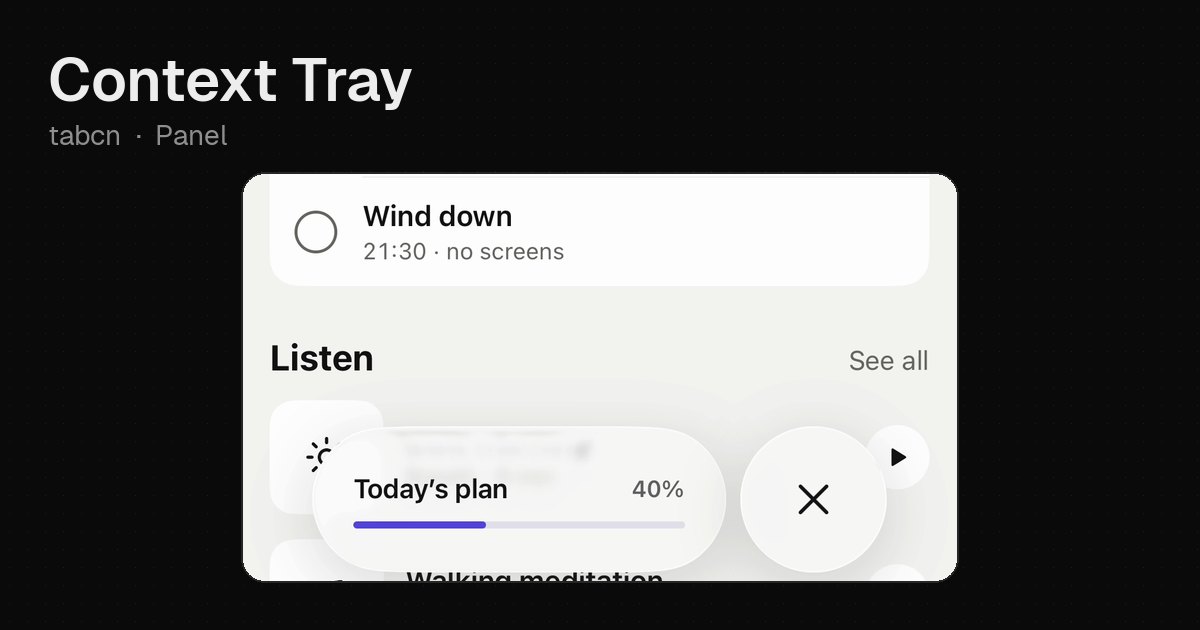 Context Tray
tabcn · Panel
Wind down
21:30 · no screens
Listen
See all
Today’s plan
40%
Walking meditation